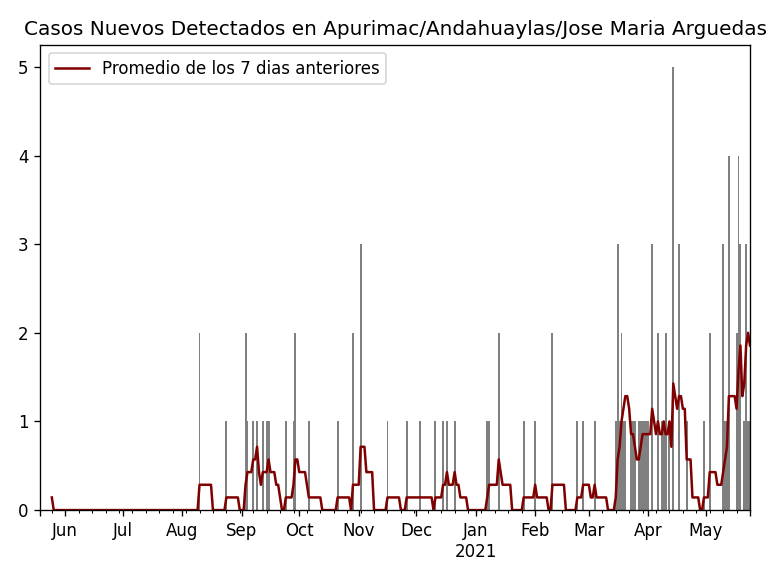 Casos Nuevos Detectados en Apurimac/Andahuaylas/Jose Maria Arguedas
Promedio de los 7 dias anteriores
5
4
3
2
1
0
Jun Jul Aug Sep Oct Nov Dec Jan Feb Mar Apr May
2021